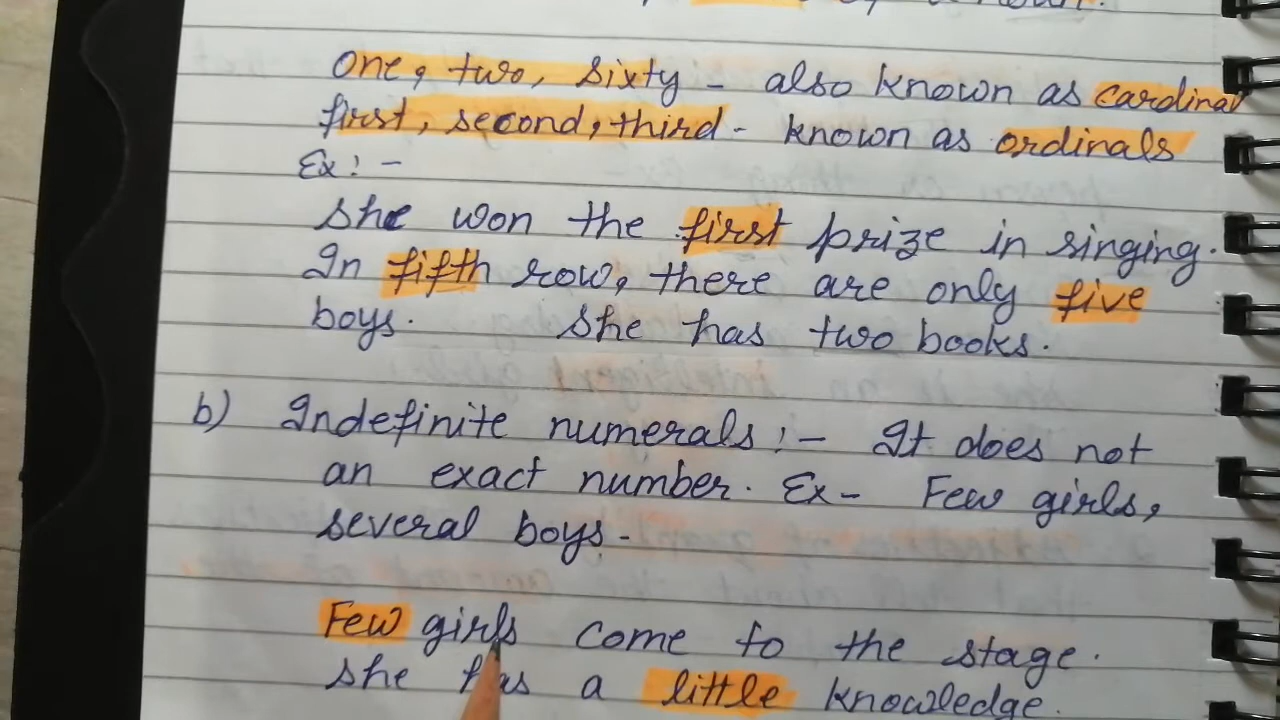 One, two, sixty - also known as cardinal
first, second, third - known as ordinals
Ex: -
She won the first prize in singing.
In fifth row, there are only five
boys. She has two books.
b) Indefinite numerals :- It does not
an exact number. Ex- Few girls,
several boys -
Few girls come to the stage.
She has a little knowledge.